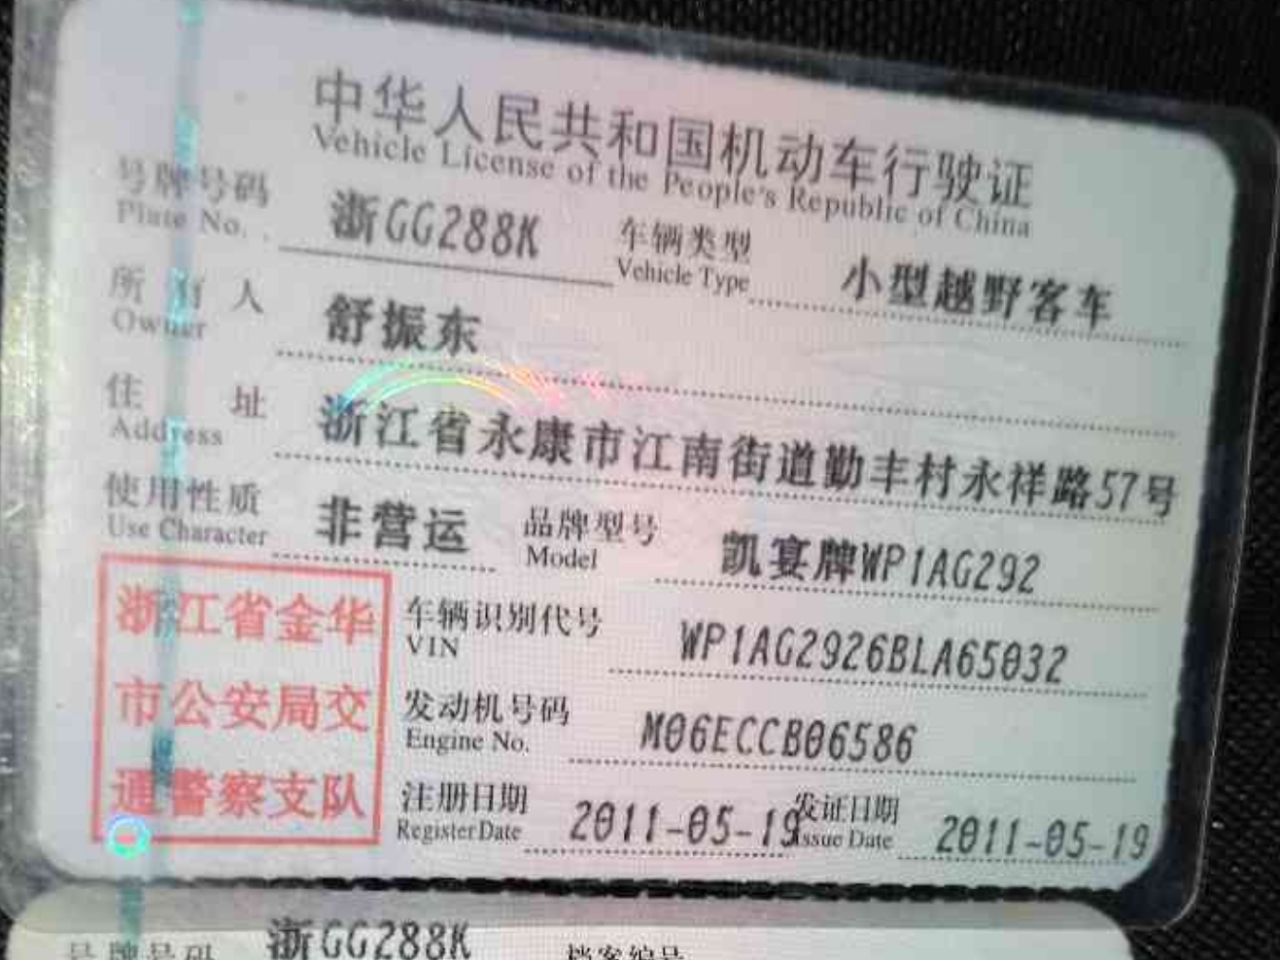 中华人民共和国机动车行驶证
Vehicle License of the People's Republic of China
号牌号码 浙GG288K 车辆类型 小型越野客车
Plate No. Vehicle Type
所有人 舒振东
Owner
住址 浙江省永康市江南街道勤丰村永祥路57号
Address
使用性质 非营运 品牌型号 凯宴牌WP1AG292
Use Character Model
浙江省金华
市公安局交
通警察支队
车辆识别代号 WP1AG2926BLA65032
VIN
发动机号码 M06ECCB06586
Engine No.
注册日期 2011-05-19 发证日期 2011-05-19
Register Date Issue Date
号牌号码 浙GG288K 档案编号